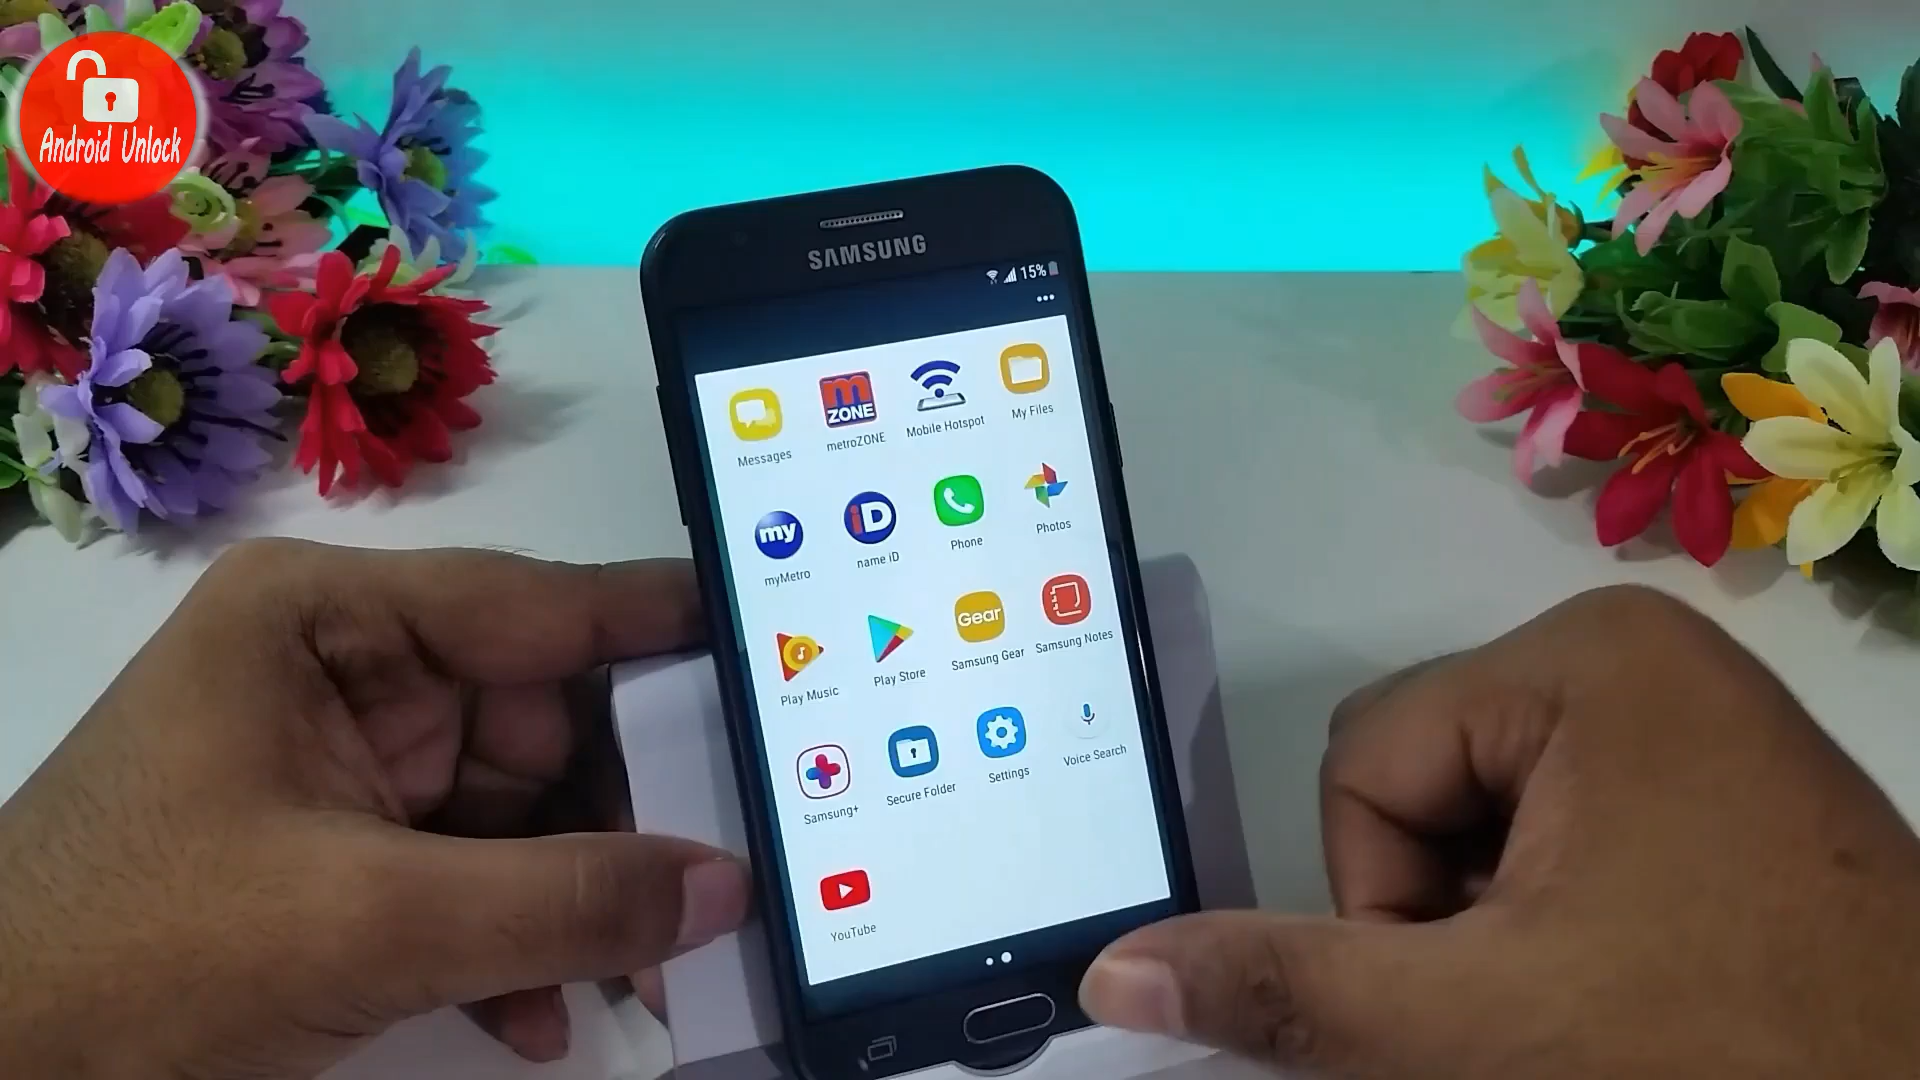 Android Unlock
SAMSUNG
15%
Messages
m
ZONE
metroZONE
Mobile Hotspot
My Files
my
myMetro
iD
name iD
Phone
Photos
Play Music
Play Store
Gear
Samsung Gear
Samsung Notes
Samsung+
Secure Folder
Settings
Voice Search
YouTube